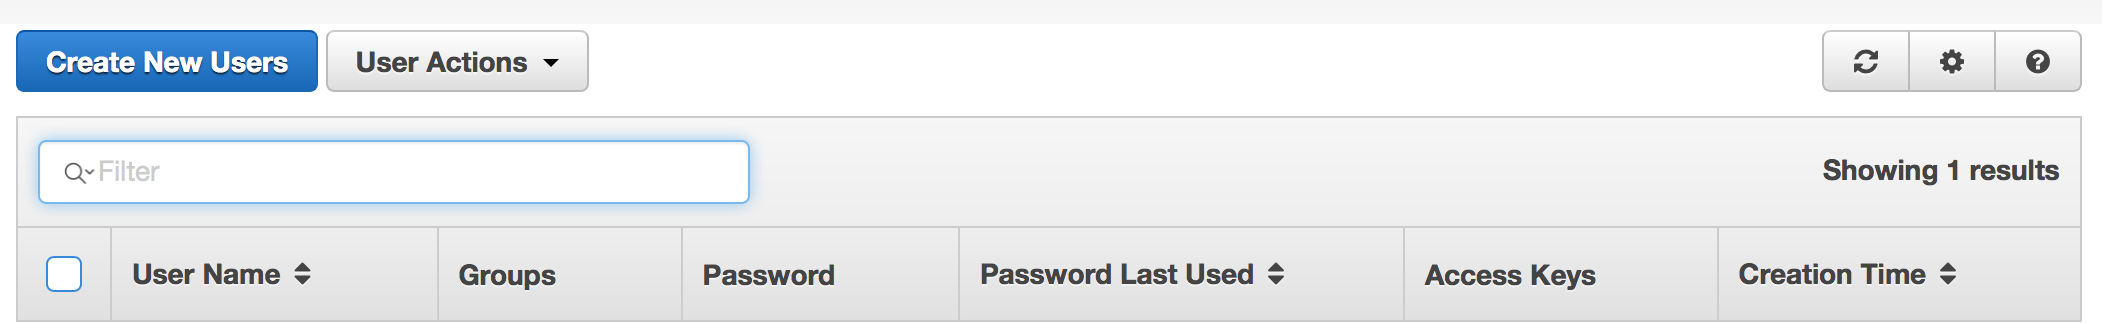 Create New Users User Actions
Filter
Showing 1 results
User Name Groups Password Password Last Used Access Keys Creation Time